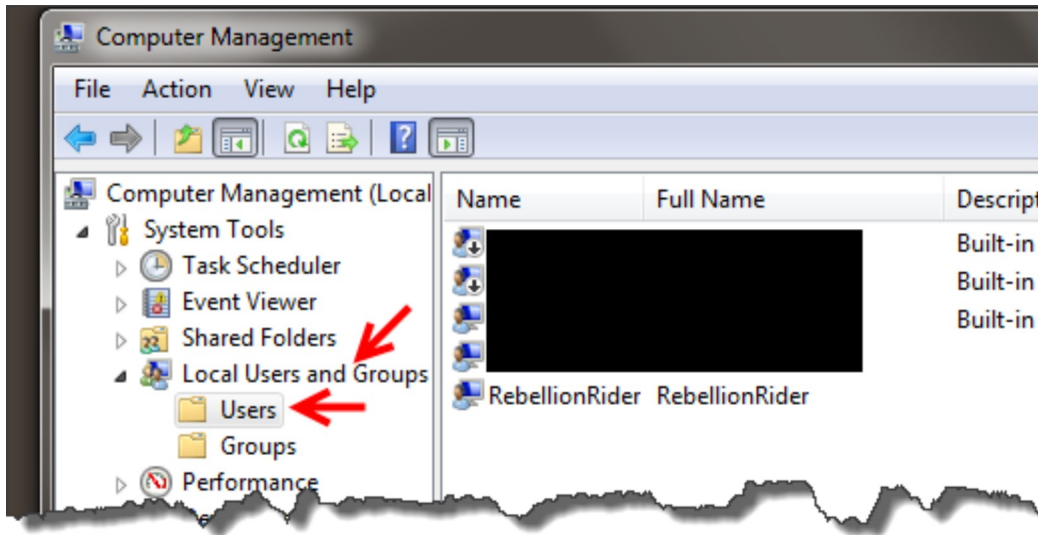 Computer Management
File Action View Help
Computer Management (Local
System Tools
Task Scheduler
Event Viewer
Shared Folders
Local Users and Groups
Users
Groups
Performance
Name Full Name Descript
Built-in
Built-in
Built-in
RebellionRider RebellionRider